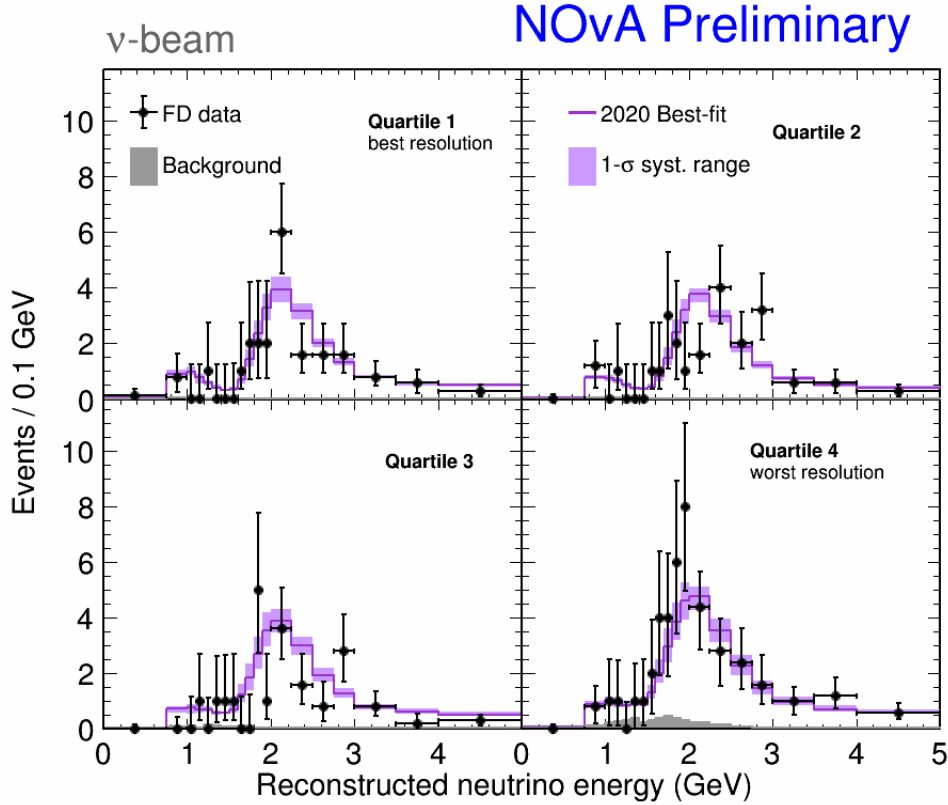 ν-beam
NOvA Preliminary
FD data
Background
Quartile 1
best resolution
2020 Best-fit
1-σ syst. range
Quartile 2
10
8
6
4
2
0
Quartile 3
Quartile 4
worst resolution
10
8
6
4
2
0
0 1 2 3 4 0 1 2 3 4 5
Events / 0.1 GeV
Reconstructed neutrino energy (GeV)